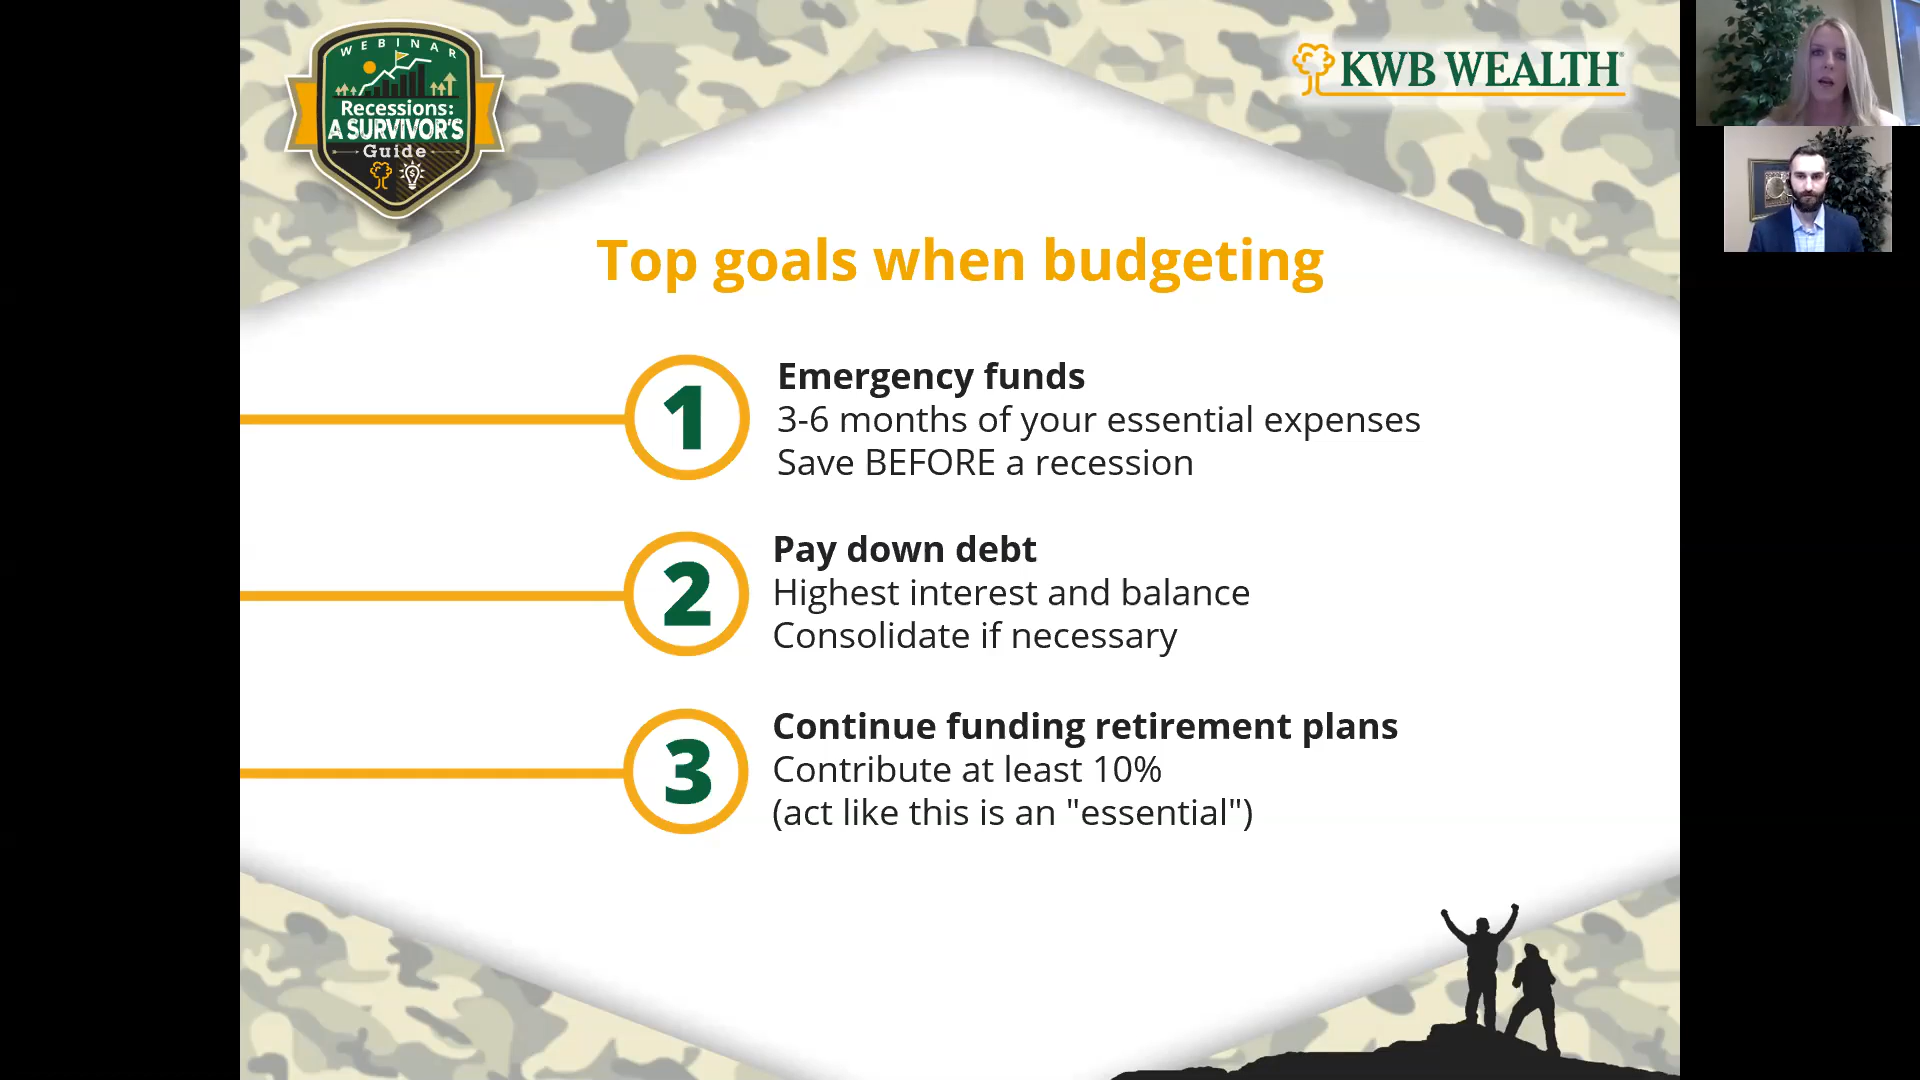 WEBINAR
Recessions:
A SURVIVOR'S
Guide
$
KWB WEALTH®
Top goals when budgeting
1
Emergency funds
3-6 months of your essential expenses
Save BEFORE a recession
2
Pay down debt
Highest interest and balance
Consolidate if necessary
3
Continue funding retirement plans
Contribute at least 10%
(act like this is an "essential")